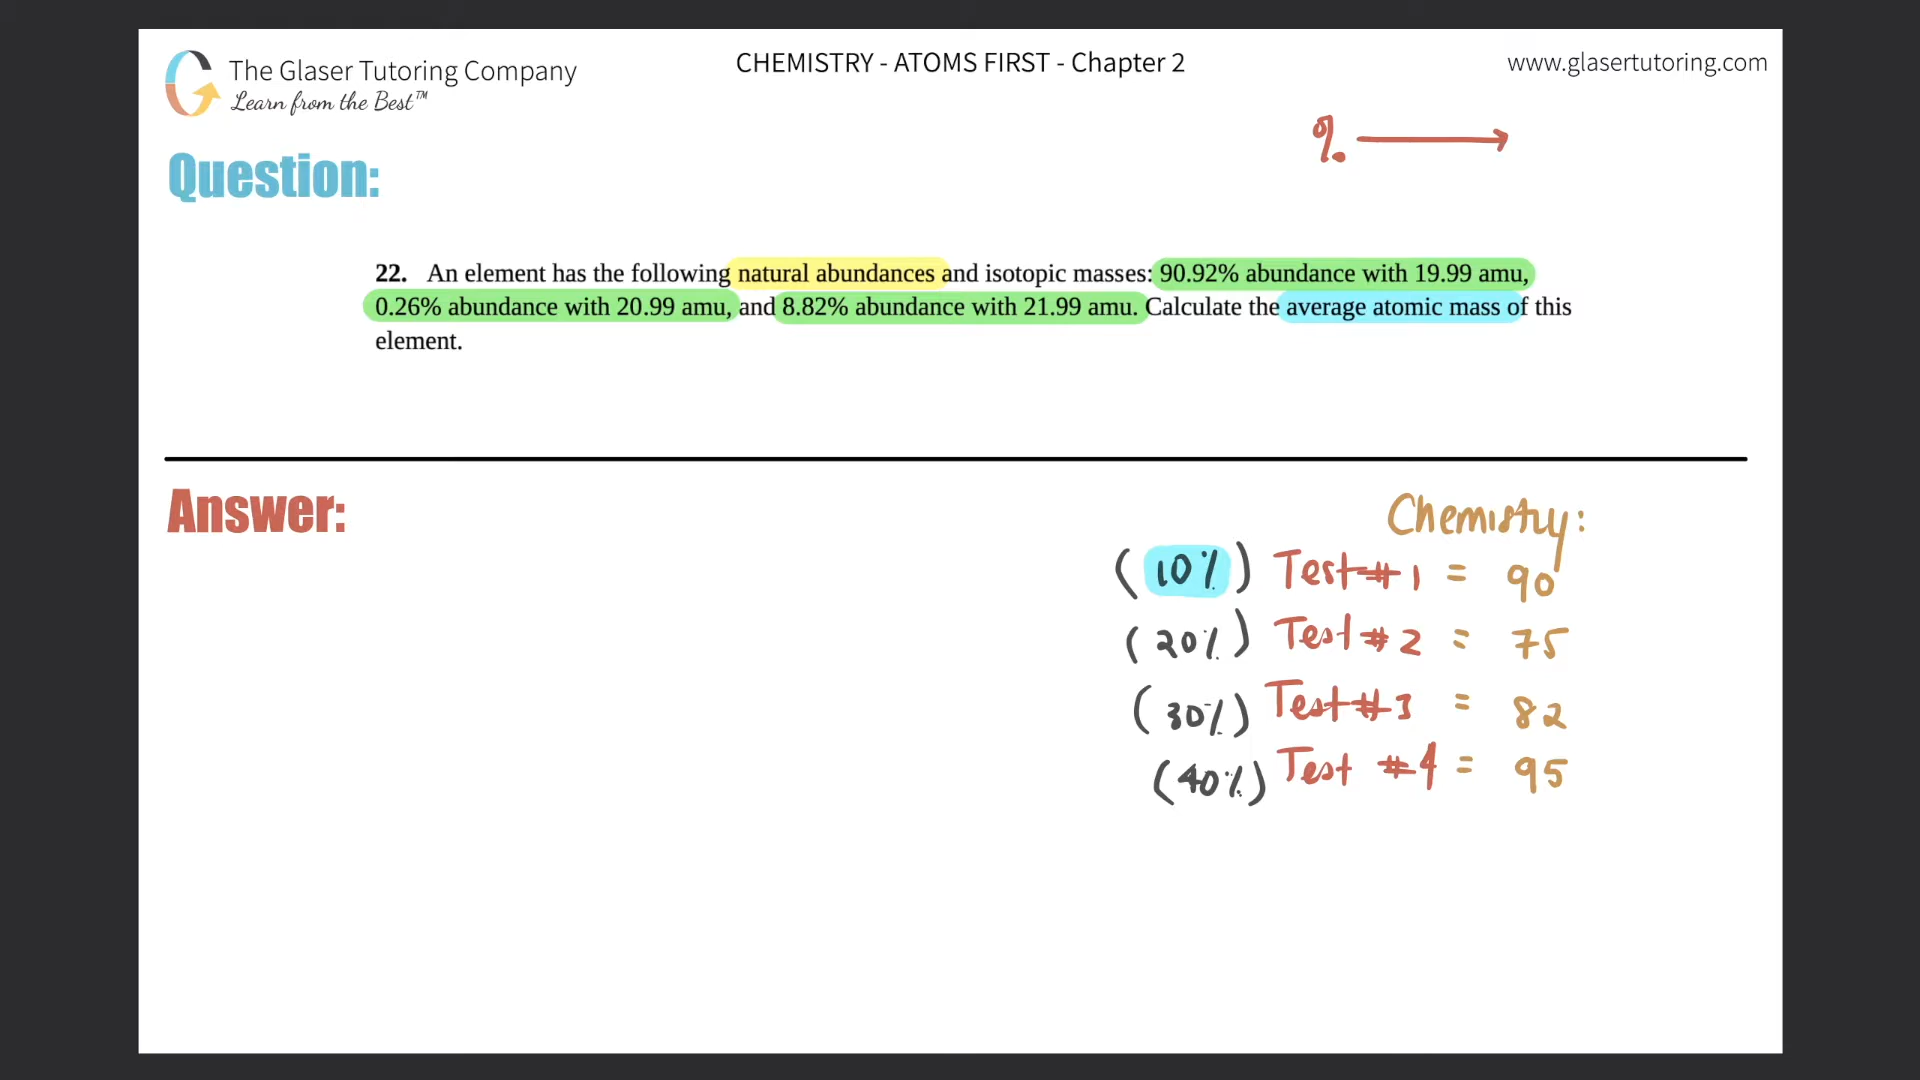 The Glaser Tutoring Company
Learn from the Best™
CHEMISTRY - ATOMS FIRST - Chapter 2
www.glasertutoring.com
% →
Question:
22. An element has the following natural abundances and isotopic masses: 90.92% abundance with 19.99 amu,
0.26% abundance with 20.99 amu, and 8.82% abundance with 21.99 amu. Calculate the average atomic mass of this
element.
Answer:
Chemistry:
(10%) Test #1 = 90
(20%) Test #2 = 75
(30%) Test #3 = 82
(40%) Test #4 = 95